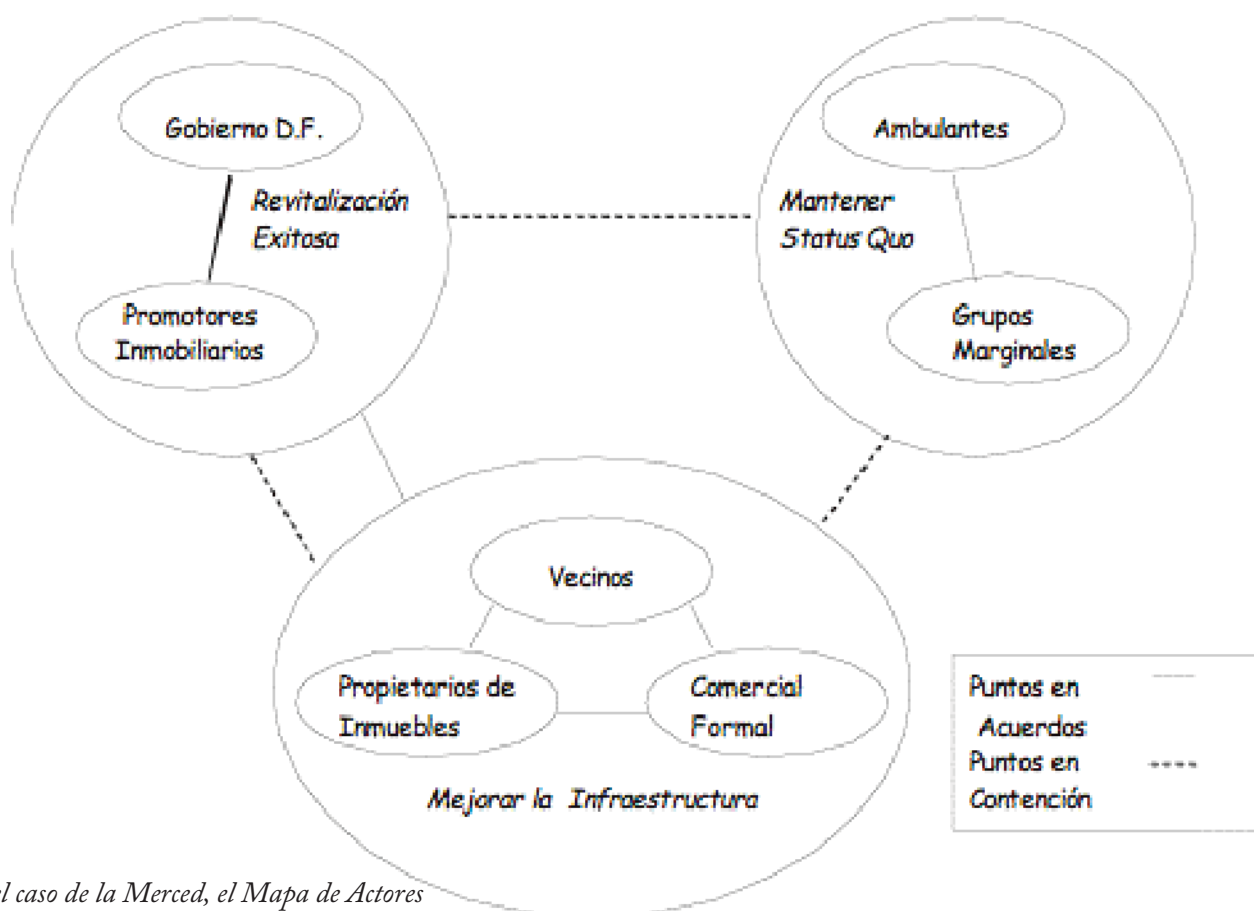 Gobierno D.F.
Revitalización
Exitosa
Promotores
Inmobiliarios
Ambulantes
Mantener
Status Quo
Grupos
Marginales
Vecinos
Propietarios de
Inmuebles
Comercial
Formal
Mejorar la Infraestructura
Puntos en
Acuerdos
Puntos en
Contención
el caso de la Merced, el Mapa de Actores